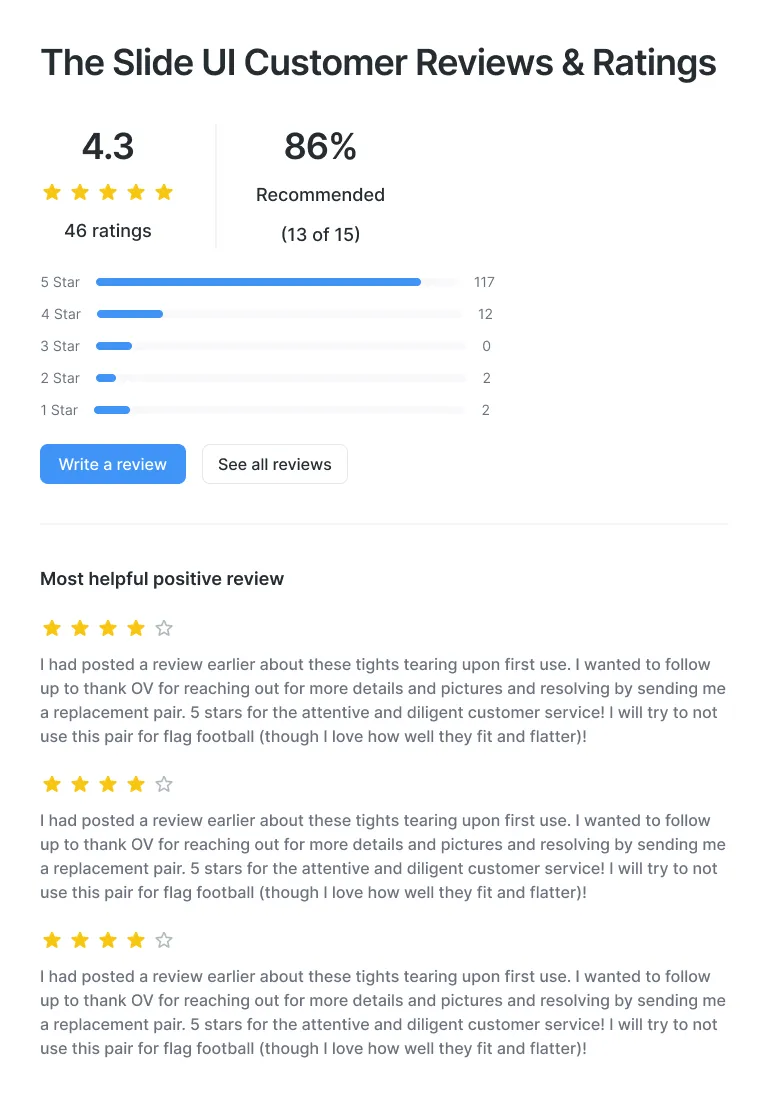 The Slide UI Customer Reviews & Ratings
4.3
46 ratings
86%
Recommended
(13 of 15)
5 Star 117
4 Star 12
3 Star 0
2 Star 2
1 Star 2
Write a review
See all reviews
Most helpful positive review
I had posted a review earlier about these tights tearing upon first use. I wanted to follow
up to thank OV for reaching out for more details and pictures and resolving by sending me
a replacement pair. 5 stars for the attentive and diligent customer service! I will try to not
use this pair for flag football (though I love how well they fit and flatter)!
I had posted a review earlier about these tights tearing upon first use. I wanted to follow
up to thank OV for reaching out for more details and pictures and resolving by sending me
a replacement pair. 5 stars for the attentive and diligent customer service! I will try to not
use this pair for flag football (though I love how well they fit and flatter)!
I had posted a review earlier about these tights tearing upon first use. I wanted to follow
up to thank OV for reaching out for more details and pictures and resolving by sending me
a replacement pair. 5 stars for the attentive and diligent customer service! I will try to not
use this pair for flag football (though I love how well they fit and flatter)!